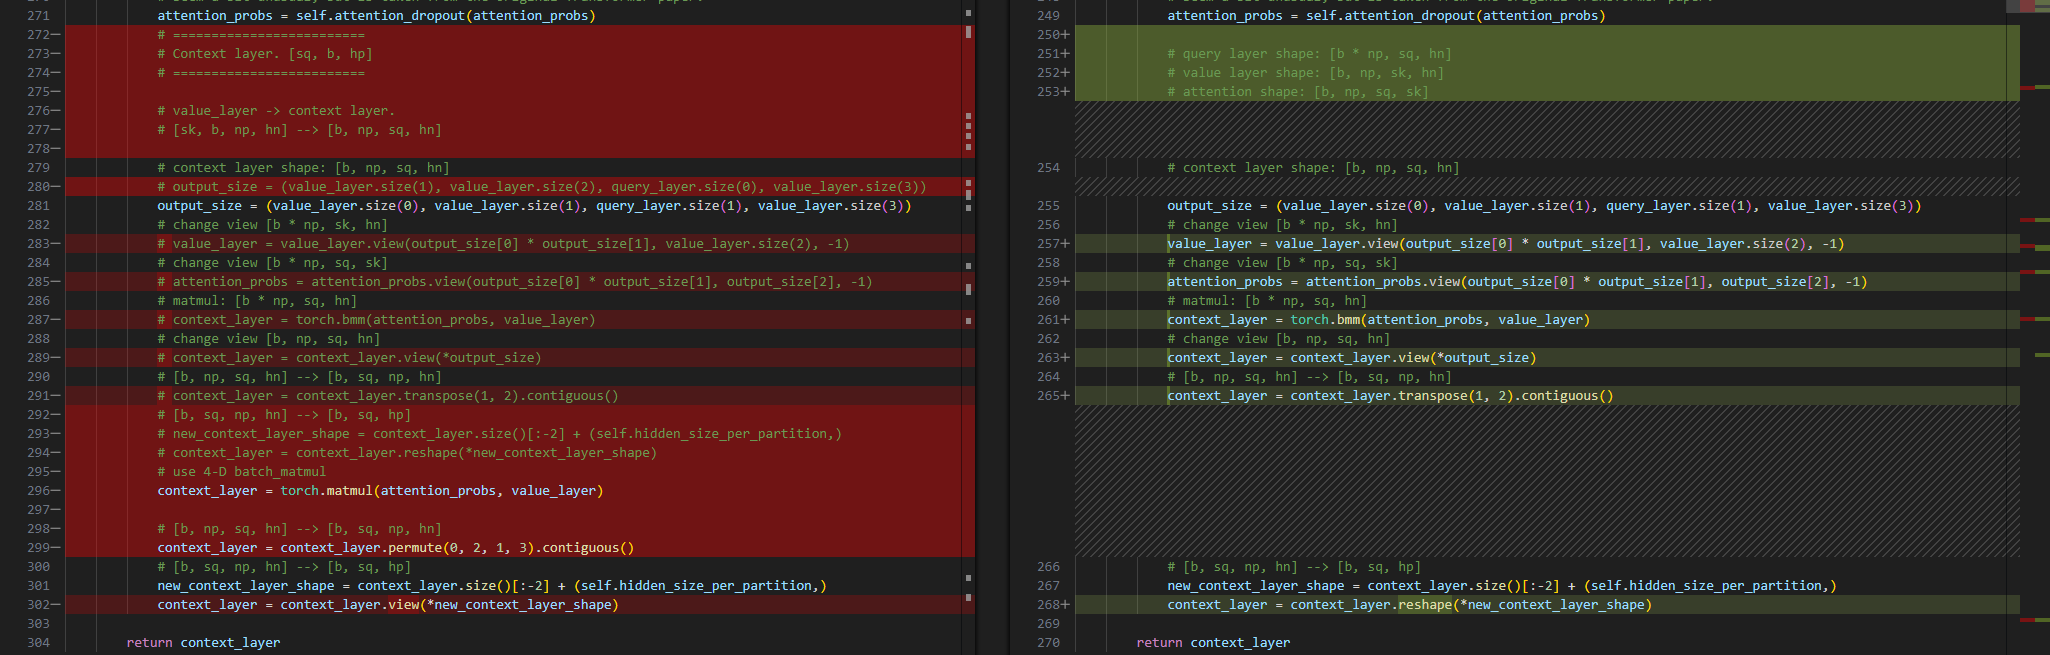 271 attention_probs = self.attention_dropout(attention_probs)
272— # =========================
273— # Context layer. [sq, b, hp]
274— # =========================
275—
276— # value_layer -> context layer.
277— # [sk, b, np, hn] --> [b, np, sq, hn]
278—
279 # context layer shape: [b, np, sq, hn]
280— # output_size = (value_layer.size(1), value_layer.size(2), query_layer.size(0), value_layer.size(3))
281 output_size = (value_layer.size(0), value_layer.size(1), query_layer.size(1), value_layer.size(3))
282 # change view [b * np, sk, hn]
283— # value_layer = value_layer.view(output_size[0] * output_size[1], value_layer.size(2), -1)
284 # change view [b * np, sq, sk]
285— # attention_probs = attention_probs.view(output_size[0] * output_size[1], output_size[2], -1)
286 # matmul: [b * np, sq, hn]
287— # context_layer = torch.bmm(attention_probs, value_layer)
288 # change view [b, np, sq, hn]
289— # context_layer = context_layer.view(*output_size)
290 # [b, np, sq, hn] --> [b, sq, np, hn]
291— # context_layer = context_layer.transpose(1, 2).contiguous()
292— # [b, sq, np, hn] --> [b, sq, hp]
293— # new_context_layer_shape = context_layer.size()[:-2] + (self.hidden_size_per_partition,)
294— # context_layer = context_layer.reshape(*new_context_layer_shape)
295— # use 4-D batch_matmul
296— context_layer = torch.matmul(attention_probs, value_layer)
297—
298— # [b, np, sq, hn] --> [b, sq, np, hn]
299— context_layer = context_layer.permute(0, 2, 1, 3).contiguous()
300 # [b, sq, np, hn] --> [b, sq, hp]
301 new_context_layer_shape = context_layer.size()[:-2] + (self.hidden_size_per_partition,)
302— context_layer = context_layer.view(*new_context_layer_shape)
303
304 return context_layer
249 attention_probs = self.attention_dropout(attention_probs)
250+
251+ # query layer shape: [b * np, sq, hn]
252+ # value layer shape: [b, np, sk, hn]
253+ # attention shape: [b, np, sq, sk]
254 # context layer shape: [b, np, sq, hn]
255 output_size = (value_layer.size(0), value_layer.size(1), query_layer.size(1), value_layer.size(3))
256 # change view [b * np, sk, hn]
257+ value_layer = value_layer.view(output_size[0] * output_size[1], value_layer.size(2), -1)
258 # change view [b * np, sq, sk]
259+ attention_probs = attention_probs.view(output_size[0] * output_size[1], output_size[2], -1)
260 # matmul: [b * np, sq, hn]
261+ context_layer = torch.bmm(attention_probs, value_layer)
262 # change view [b, np, sq, hn]
263+ context_layer = context_layer.view(*output_size)
264 # [b, np, sq, hn] --> [b, sq, np, hn]
265+ context_layer = context_layer.transpose(1, 2).contiguous()
266 # [b, sq, np, hn] --> [b, sq, hp]
267 new_context_layer_shape = context_layer.size()[:-2] + (self.hidden_size_per_partition,)
268+ context_layer = context_layer.reshape(*new_context_layer_shape)
269
270 return context_layer